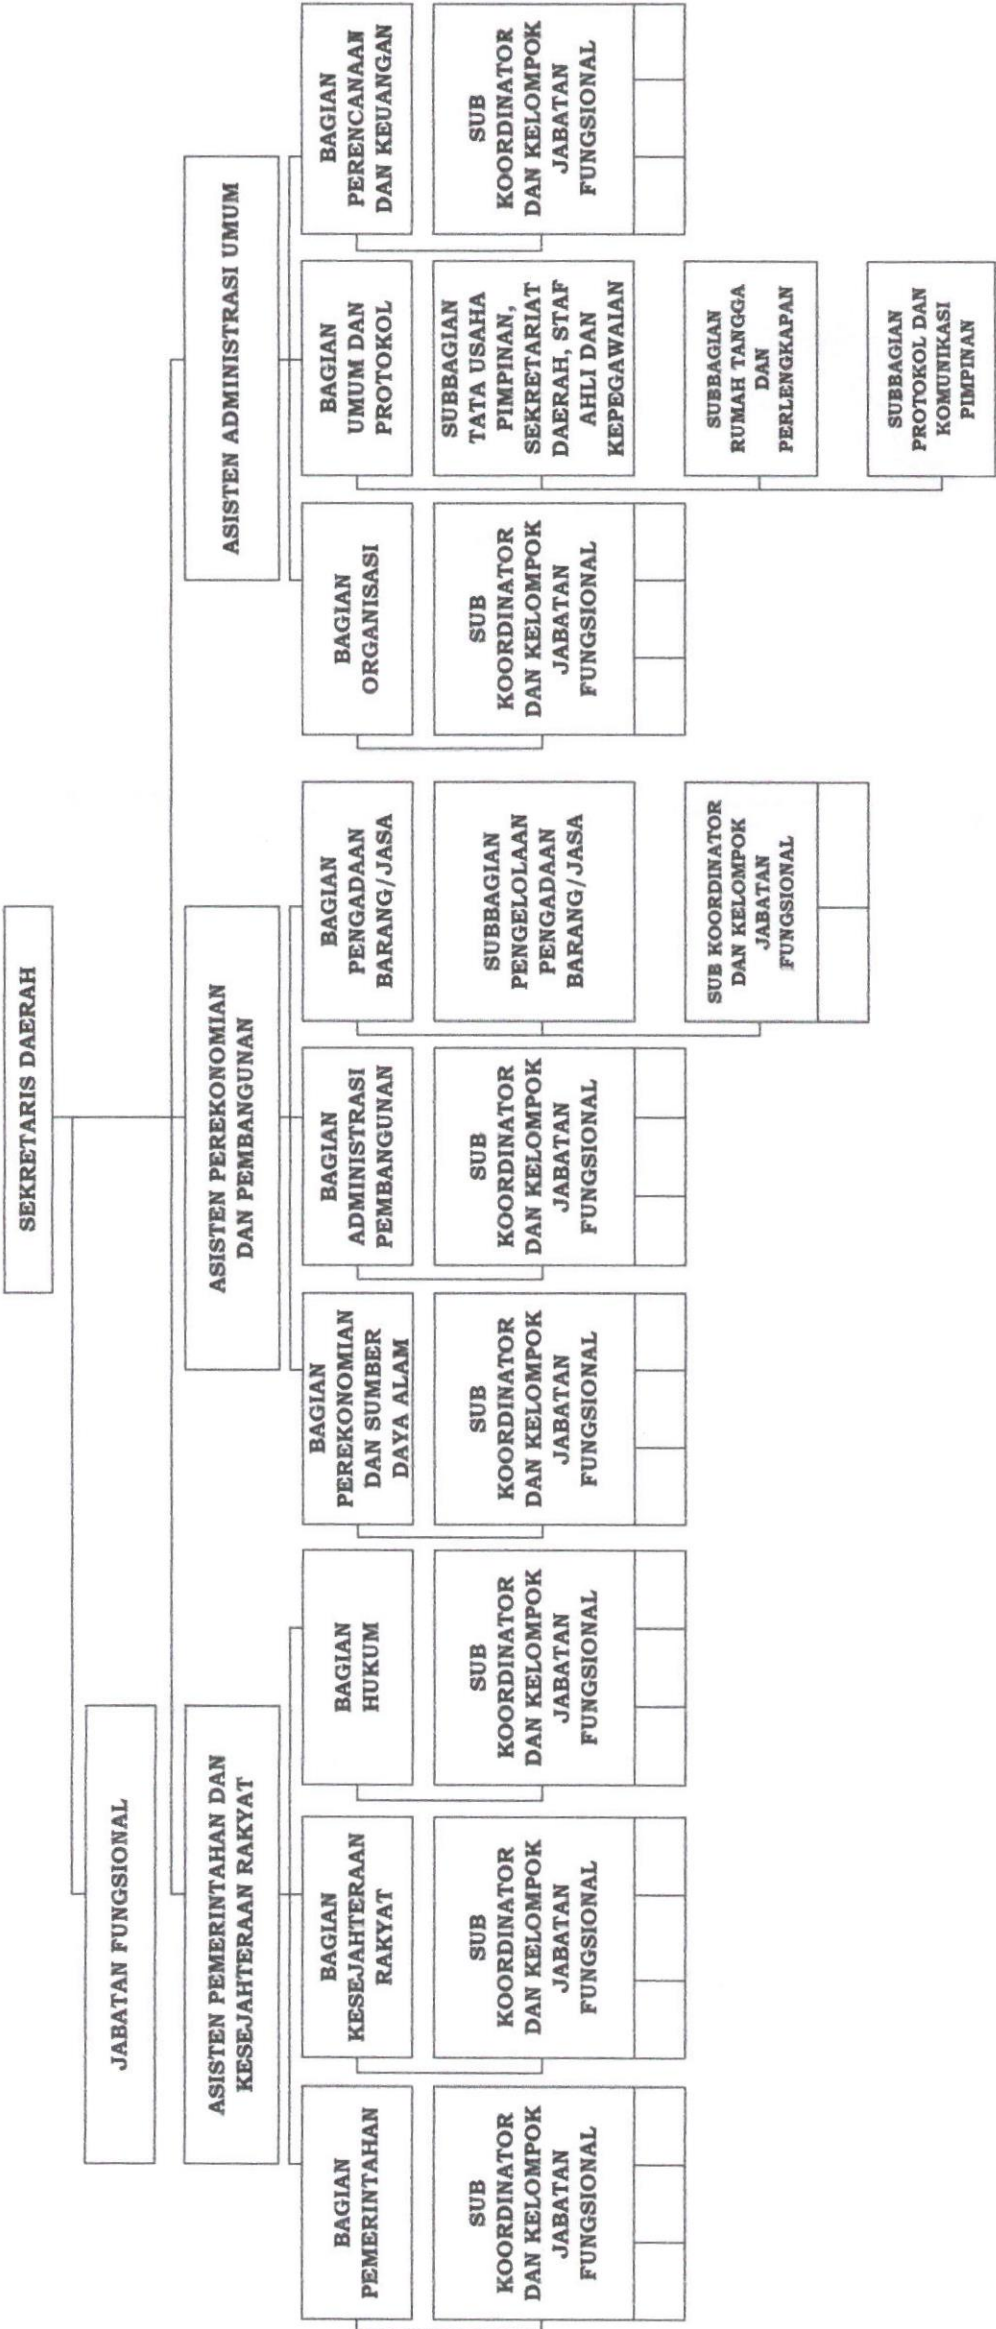 SEKRETARIS DAERAH
JABATAN FUNGSIONAL
ASISTEN PEMERINTAHAN DAN
KESEJAHTERAAN RAKYAT
ASISTEN PEREKONOMIAN
DAN PEMBANGUNAN
ASISTEN ADMINISTRASI UMUM
BAGIAN
PEMERINTAHAN
BAGIAN
KESEJAHTERAAN
RAKYAT
BAGIAN
HUKUM
BAGIAN
PEREKONOMIAN
DAN SUMBER
DAYA ALAM
BAGIAN
ADMINISTRASI
PEMBANGUNAN
BAGIAN
PENGADAAN
BARANG/JASA
BAGIAN
ORGANISASI
BAGIAN
UMUM DAN
PROTOKOL
BAGIAN
PERENCANAAN
DAN KEUANGAN
SUB
KOORDINATOR
DAN KELOMPOK
JABATAN
FUNGSIONAL
SUB
KOORDINATOR
DAN KELOMPOK
JABATAN
FUNGSIONAL
SUB
KOORDINATOR
DAN KELOMPOK
JABATAN
FUNGSIONAL
SUB
KOORDINATOR
DAN KELOMPOK
JABATAN
FUNGSIONAL
SUB
KOORDINATOR
DAN KELOMPOK
JABATAN
FUNGSIONAL
SUBBAGIAN
PENGELOLAAN
PENGADAAN
BARANG/JASA
SUB
KOORDINATOR
DAN KELOMPOK
JABATAN
FUNGSIONAL
SUBBAGIAN
TATA USAHA
PIMPINAN,
SEKRETARIAT
DAERAH, STAF
AHLI DAN
KEPEGAWAIAN
SUB
KOORDINATOR
DAN KELOMPOK
JABATAN
FUNGSIONAL
SUB KOORDINATOR
DAN KELOMPOK
JABATAN
FUNGSIONAL
SUBBAGIAN
RUMAH TANGGA
DAN
PERLENGKAPAN
SUBBAGIAN
PROTOKOL DAN
KOMUNIKASI
PIMPINAN